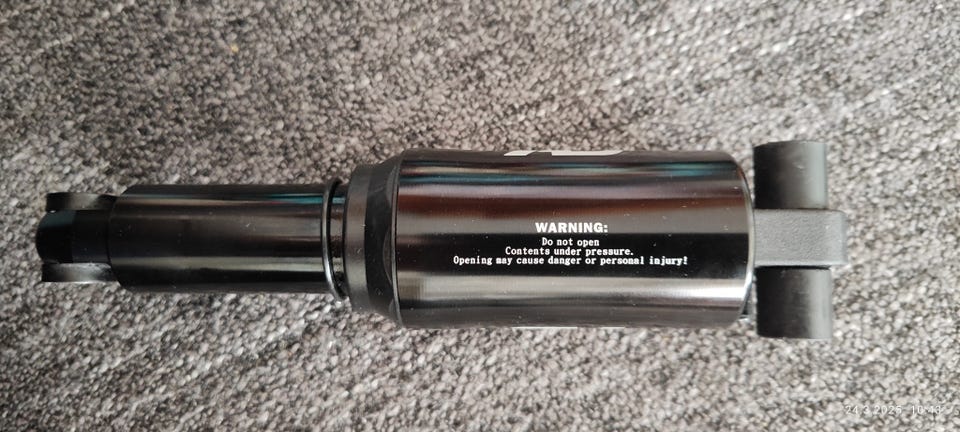 WARNING:
Do not open
Contents under pressure.
Opening may cause danger or personal injury!
24.3.2025 10:43